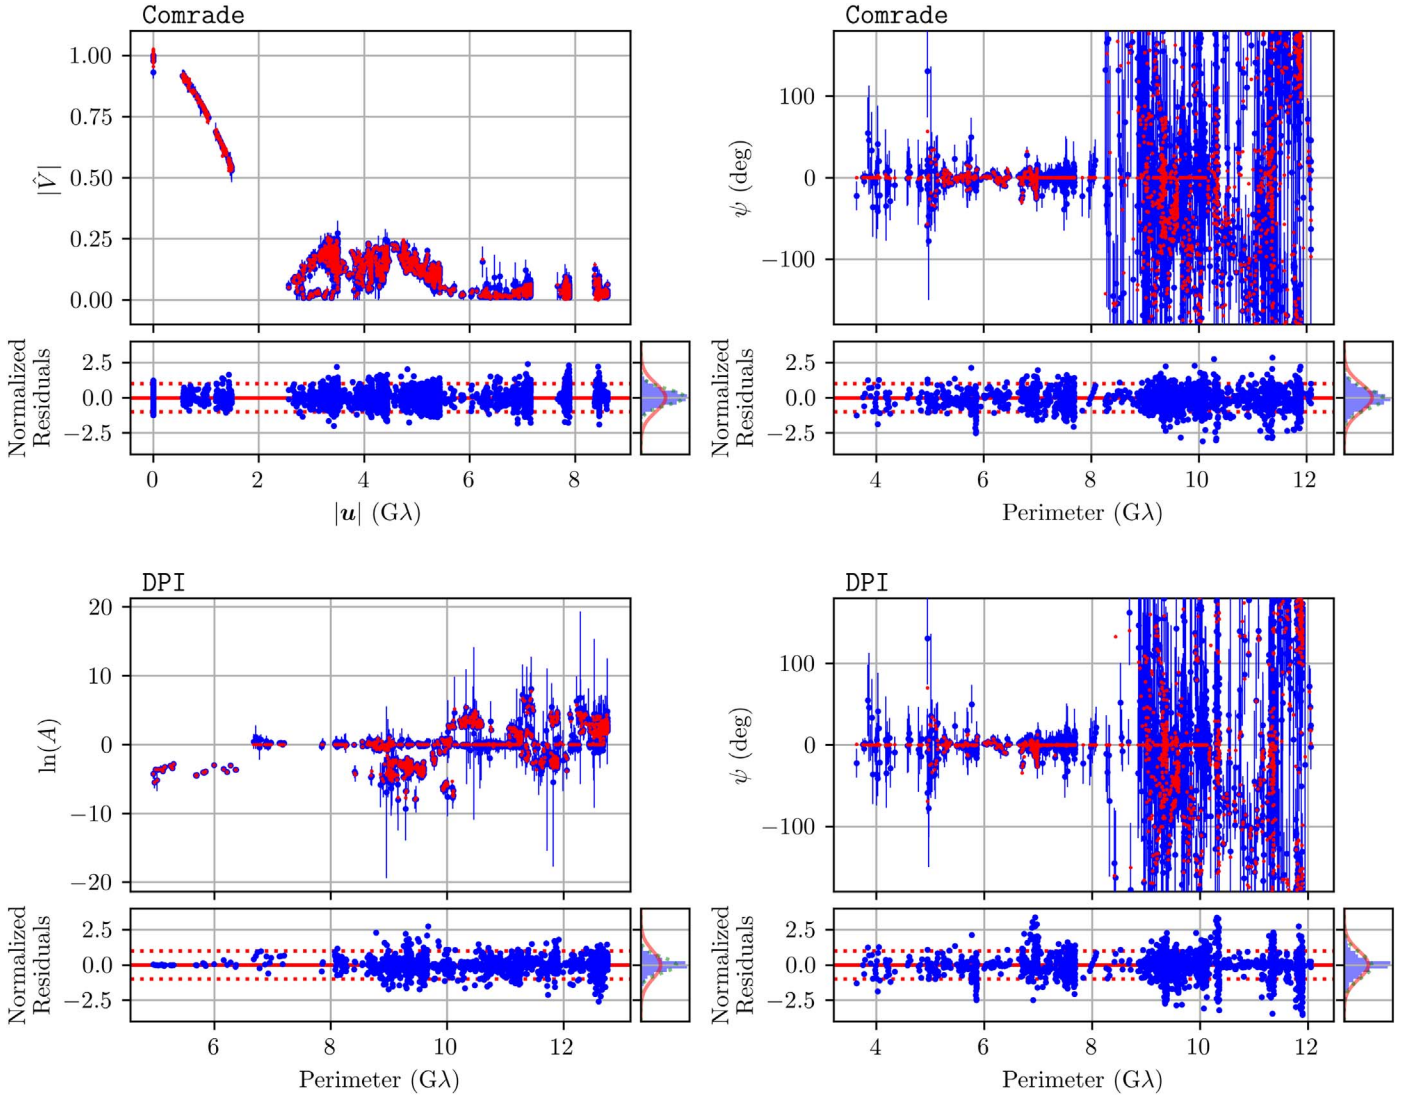 Comrade
1.00
0.75
0.50
0.25
0.00
|V̂|
2.5
0.0
−2.5
Normalized
Residuals
0 2 4 6 8
|u| (Gλ)
Comrade
100
0
−100
ψ (deg)
2.5
0.0
−2.5
Normalized
Residuals
4 6 8 10 12
Perimeter (Gλ)
DPI
20
10
0
−10
−20
ln(A)
2.5
0.0
−2.5
Normalized
Residuals
6 8 10 12
Perimeter (Gλ)
DPI
100
0
−100
ψ (deg)
2.5
0.0
−2.5
Normalized
Residuals
4 6 8 10 12
Perimeter (Gλ)